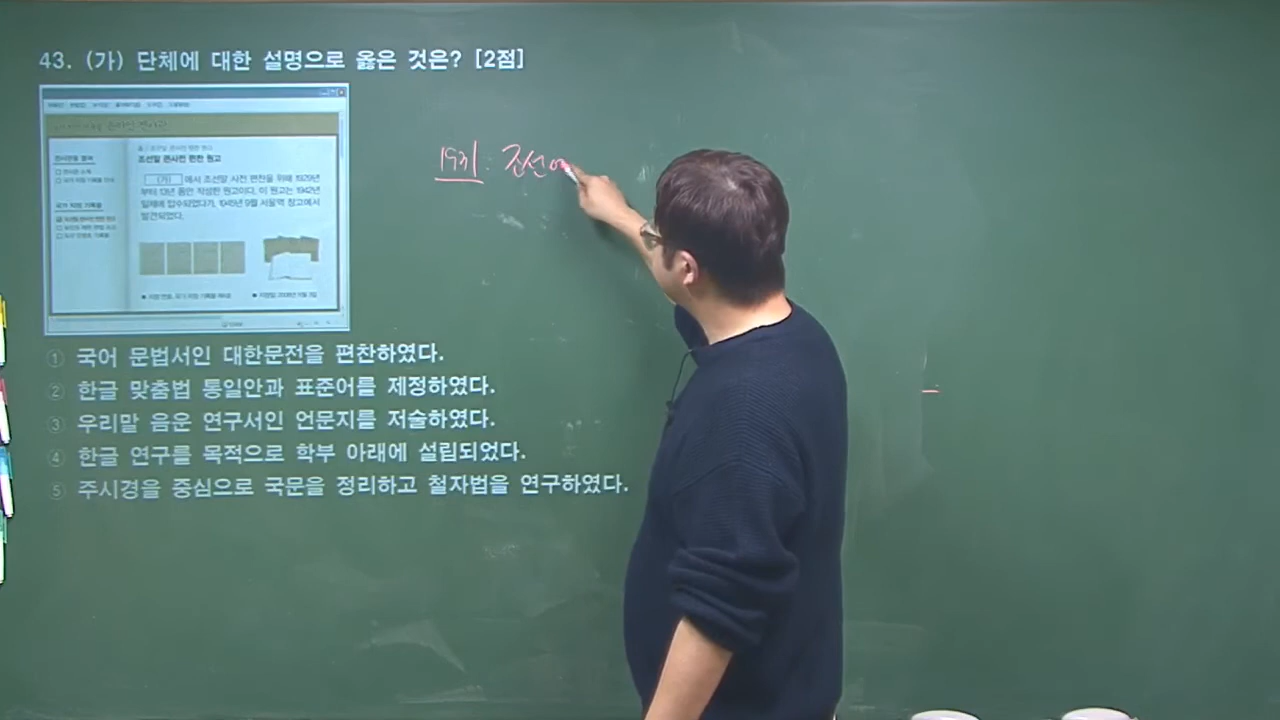 43. (가) 단체에 대한 설명으로 옳은 것은? [2점]
조선말 큰사전 편찬 원고
(가) 에서 조선말 사전 편찬을 위해 1929년
부터 13년 동안 작성한 원고이다. 이 원고는 1942년
일제에 압수되었다가, 1945년 9월 서울역 창고에서
발견되었다.
1931 : 조선어
① 국어 문법서인 대한문전을 편찬하였다.
② 한글 맞춤법 통일안과 표준어를 제정하였다.
③ 우리말 음운 연구서인 언문지를 저술하였다.
④ 한글 연구를 목적으로 학부 아래에 설립되었다.
⑤ 주시경을 중심으로 국문을 정리하고 철자법을 연구하였다.